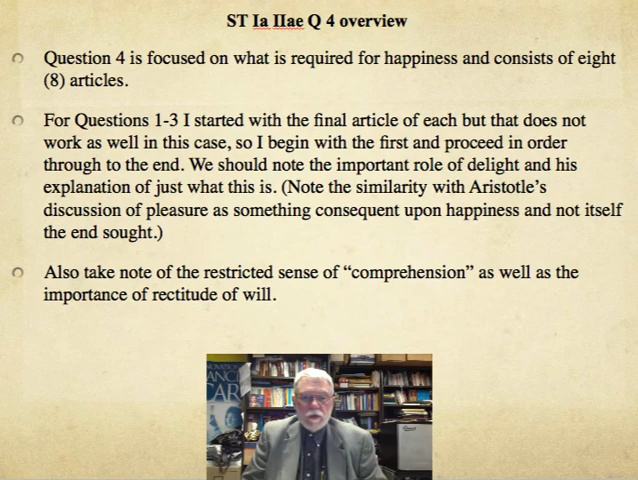 ST Ia IIae Q 4 overview
Question 4 is focused on what is required for happiness and consists of eight
(8) articles.
For Questions 1-3 I started with the final article of each but that does not
work as well in this case, so I begin with the first and proceed in order
through to the end. We should note the important role of delight and his
explanation of just what this is. (Note the similarity with Aristotle’s
discussion of pleasure as something consequent upon happiness and not itself
the end sought.)
Also take note of the restricted sense of “comprehension” as well as the
importance of rectitude of will.